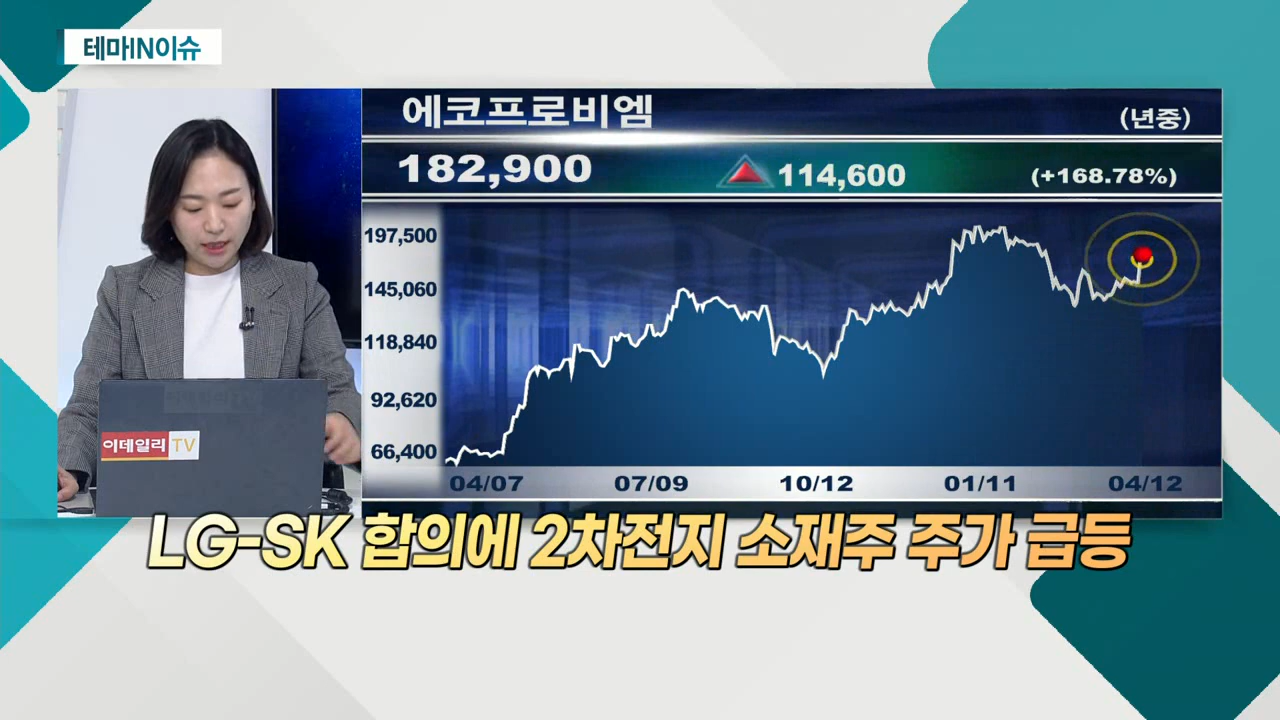 테마IN이슈
에코프로비엠
(년중)
182,900
114,600
(+168.78%)
197,500
145,060
118,840
92,620
66,400
04/07
07/09
10/12
01/11
04/12
이데일리TV
LG-SK 합의에 2차전지 소재주 주가 급등